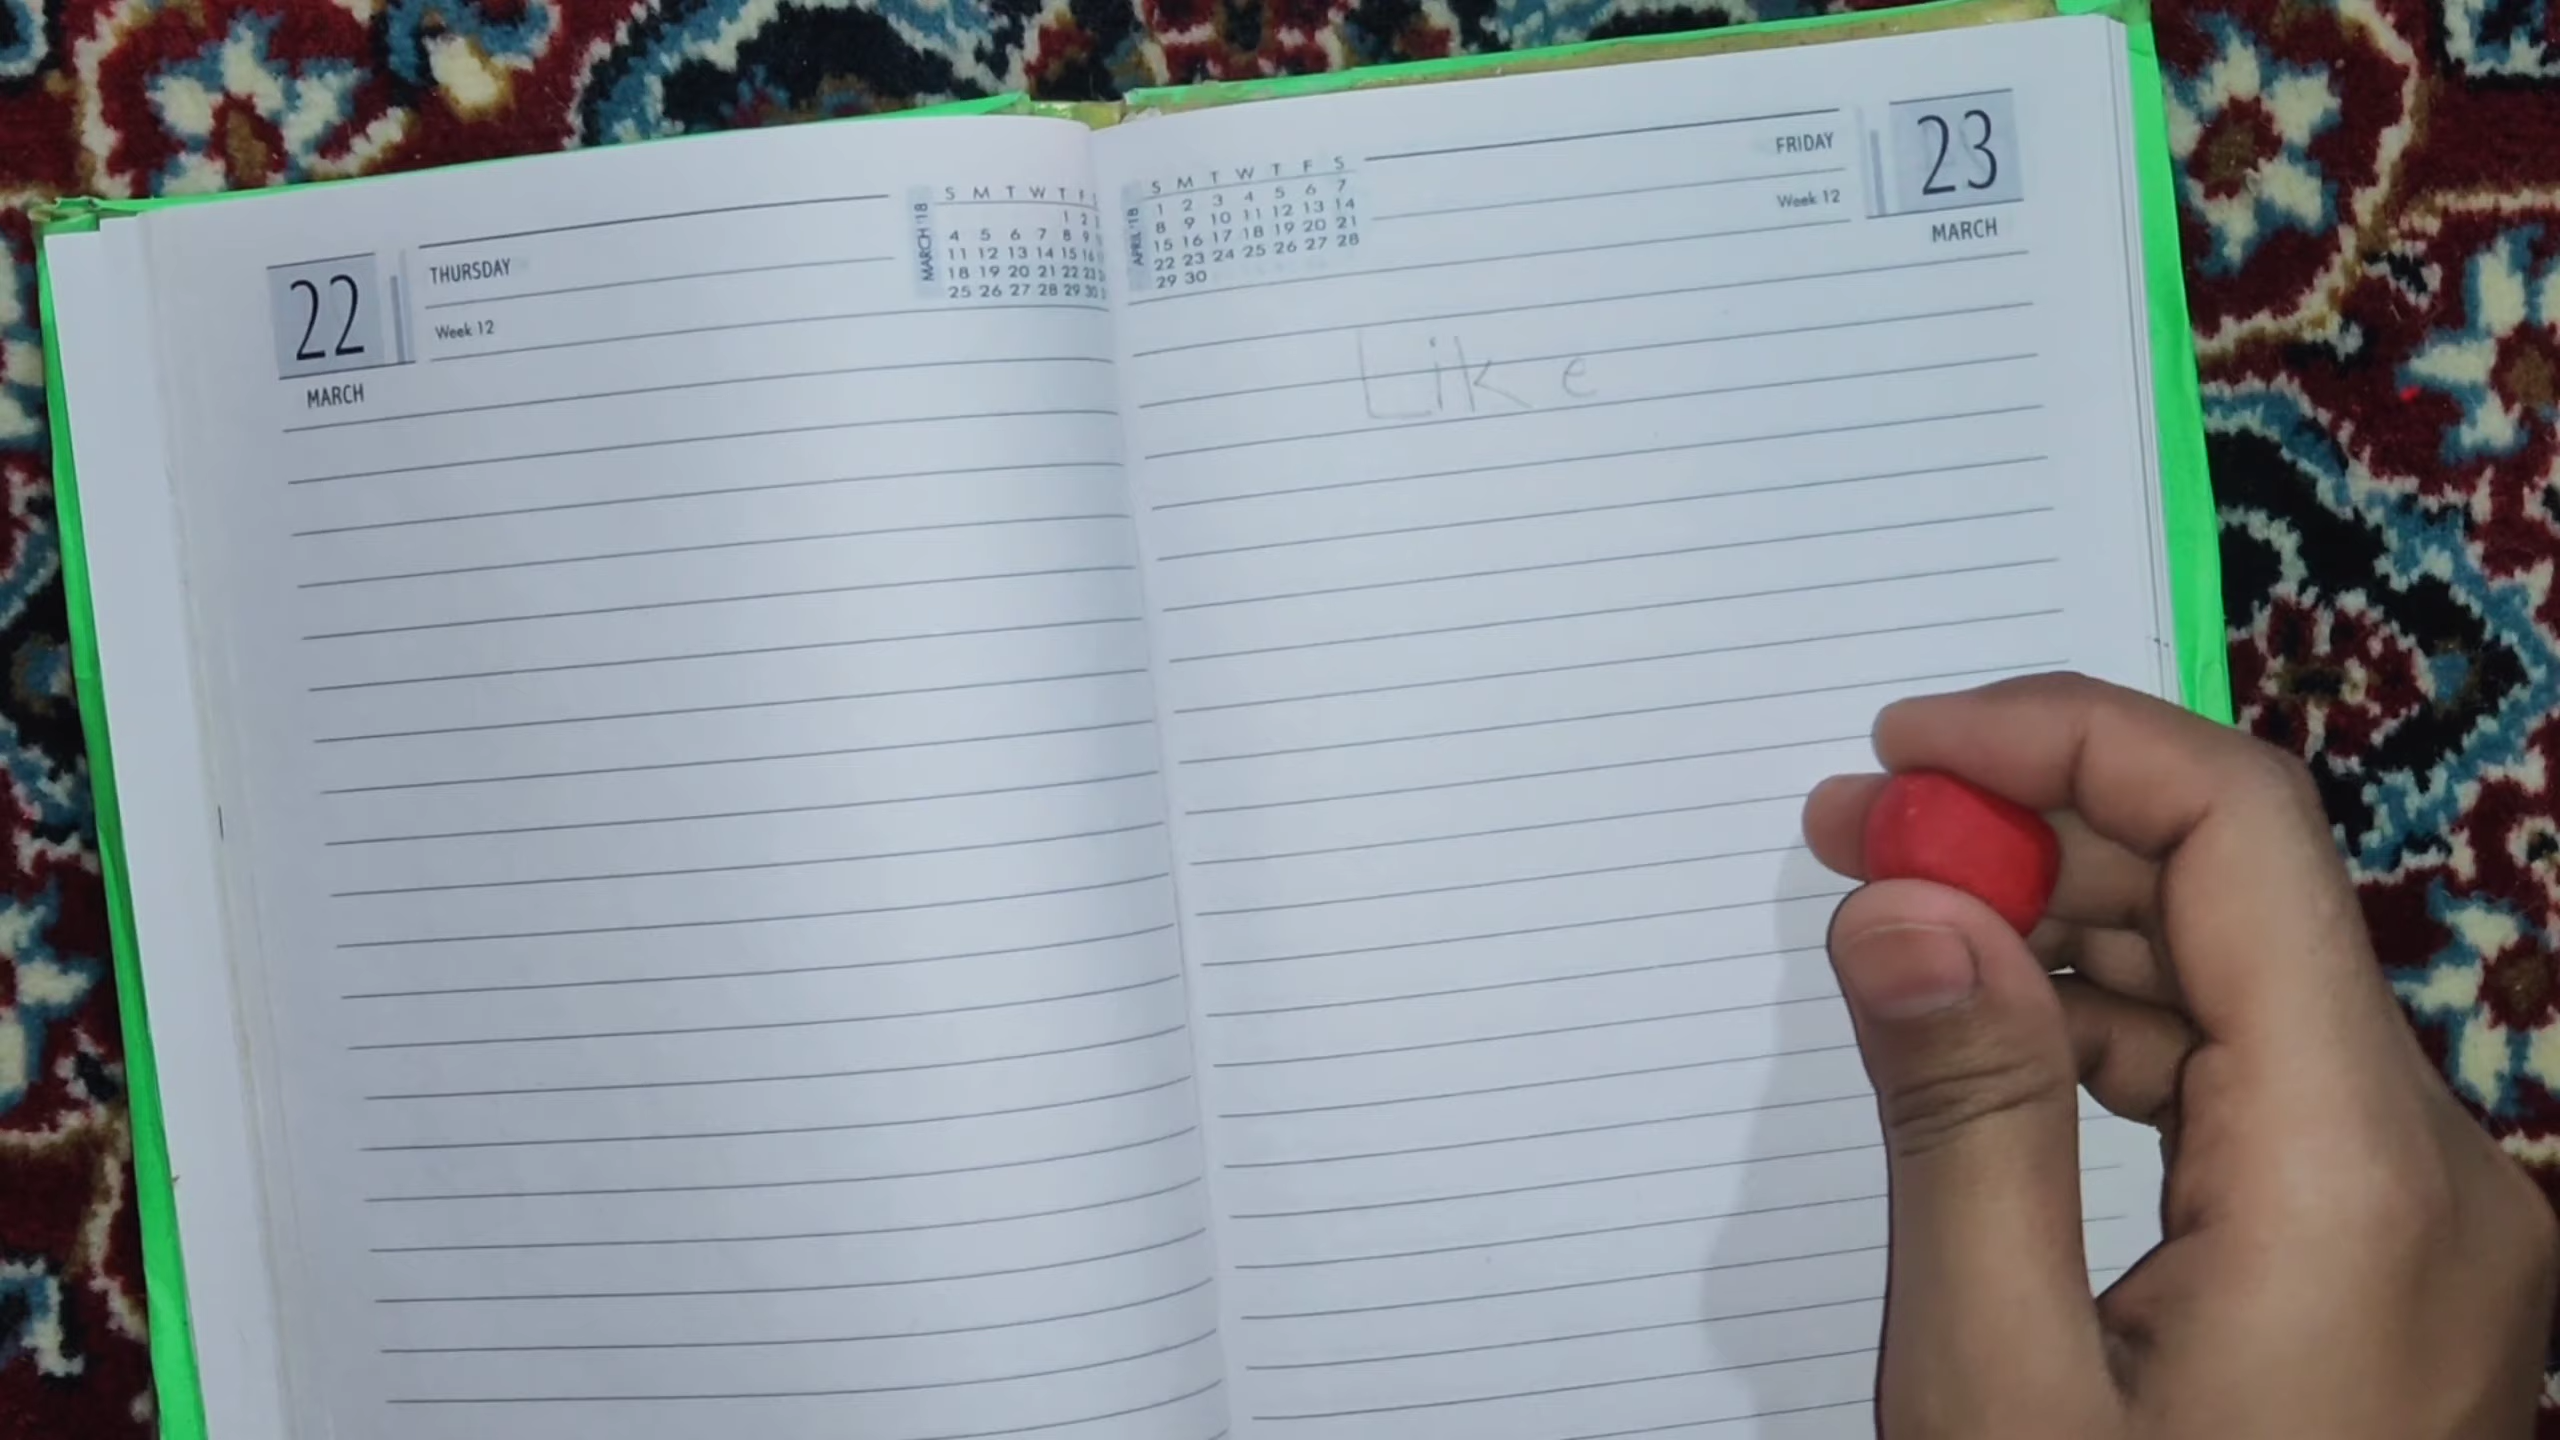 22
MARCH
THURSDAY
Week 12
MARCH '18
S M T W T F S
1 2
4 5 6 7 8 9
11 12 13 14 15 16
18 19 20 21 22 23
25 26 27 28 29 30
APRIL '18
S M T W T F S
1 2 3 4 5 6 7
8 9 10 11 12 13 14
15 16 17 18 19 20 21
22 23 24 25 26 27 28
29 30
FRIDAY
Week 12
23
MARCH
Like